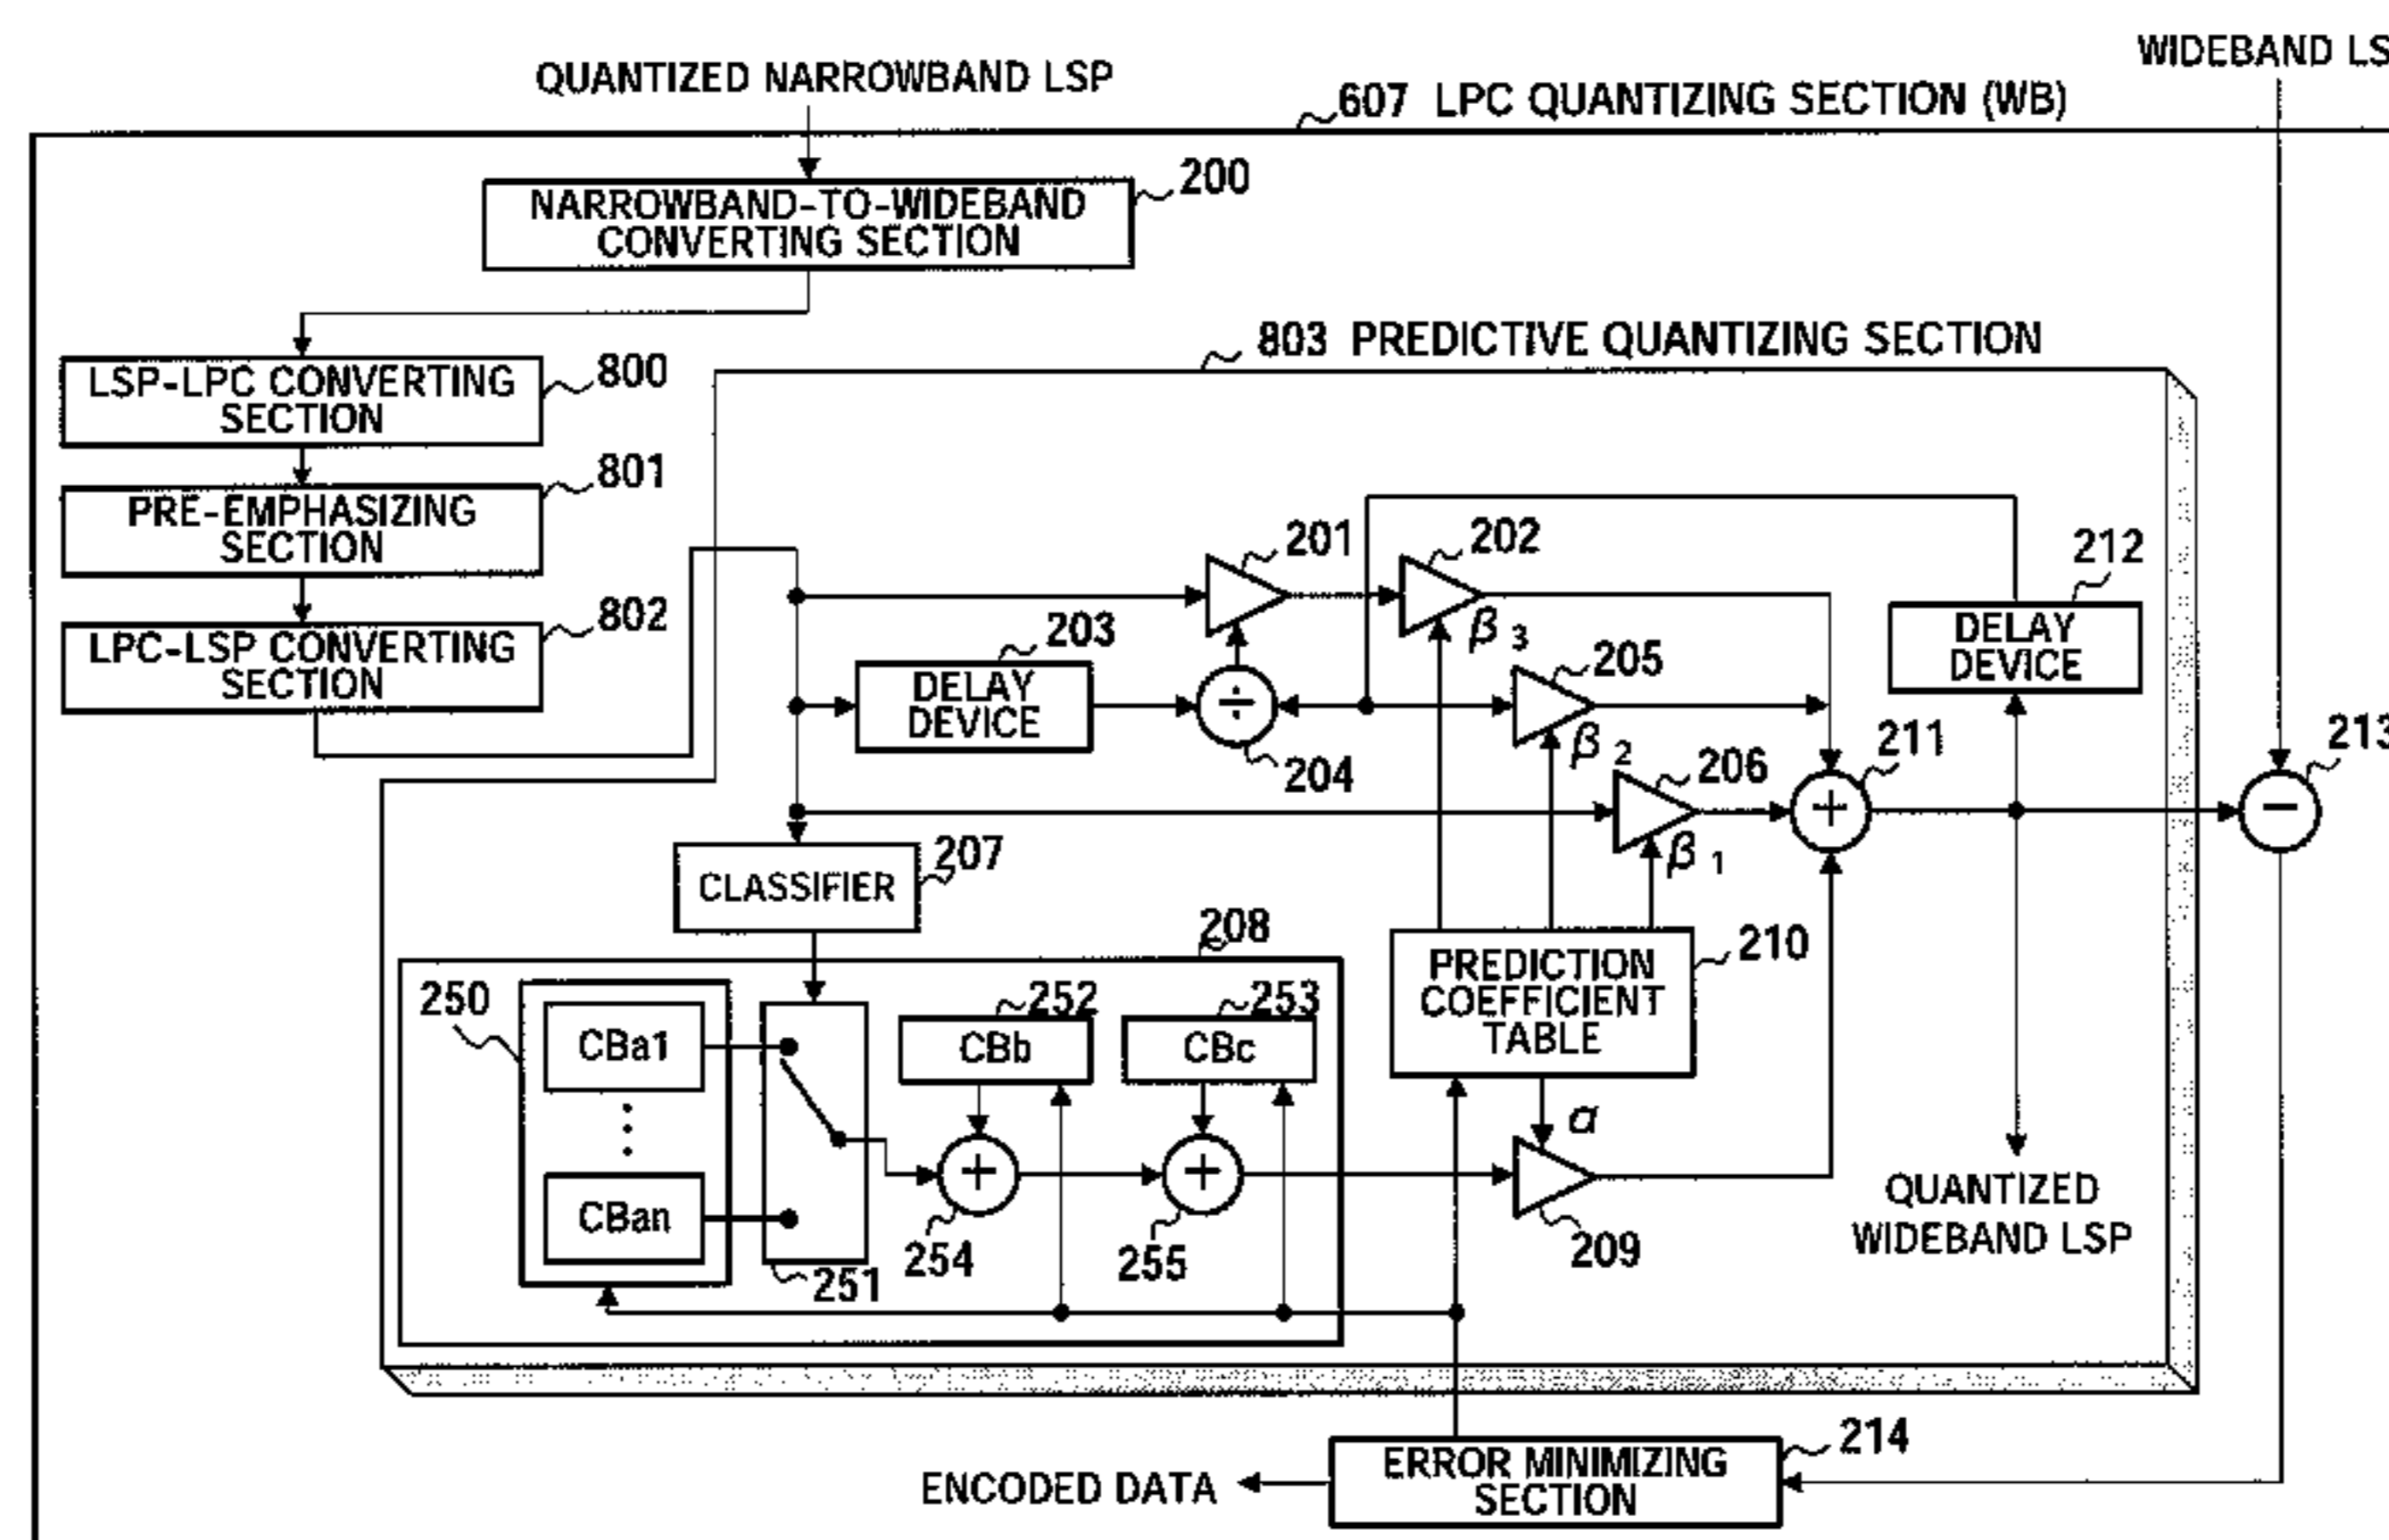 QUANTIZED NARROWBAND LSP
WIDEBAND LS
607 LPC QUANTIZING SECTION (WB)
200
NARROWBAND-TO-WIDEBAND
CONVERTING SECTION
803 PREDICTIVE QUANTIZING SECTION
LSP-LPC CONVERTING
SECTION
800
PRE-EMPHASIZING
SECTION
801
LPC-LSP CONVERTING
SECTION
802
201
202
β3
212
DELAY
DEVICE
203
DELAY
DEVICE
÷
204
205
β2
206
β1
211
+
213
−
CLASSIFIER
207
208
250
CBa1
CBan
251
252
CBb
253
CBc
+
254
+
255
PREDICTION
COEFFICIENT
TABLE
210
α
209
QUANTIZED
WIDEBAND LSP
ERROR MINIMIZING
SECTION
214
ENCODED DATA